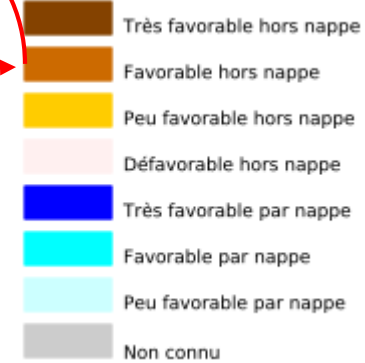 Très favorable hors nappe
Favorable hors nappe
Peu favorable hors nappe
Défavorable hors nappe
Très favorable par nappe
Favorable par nappe
Peu favorable par nappe
Non connu